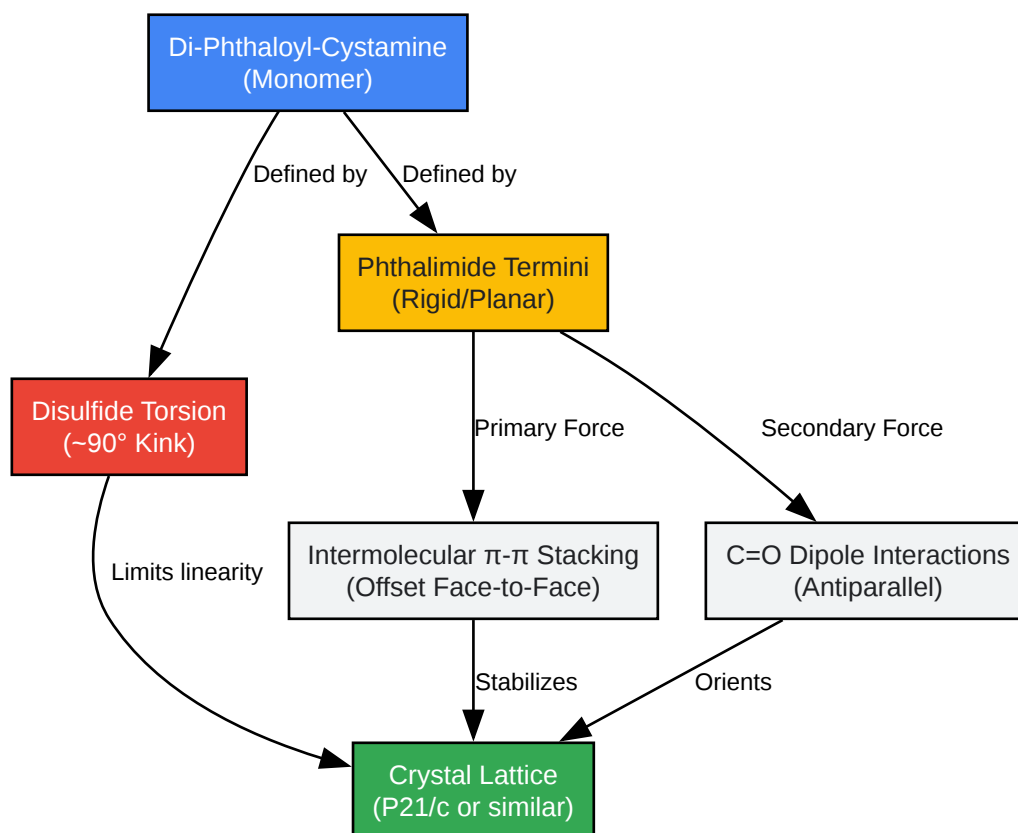 Di-Phthaloyl-Cystamine
(Monomer)
Defined by
Defined by
Phthalimide Termini
(Rigid/Planar)
Disulfide Torsion
(~90° Kink)
Primary Force
Secondary Force
Intermolecular π-π Stacking
(Offset Face-to-Face)
C=O Dipole Interactions
(Antiparallel)
Limits linearity
Stabilizes
Orients
Crystal Lattice
(P21/c or similar)